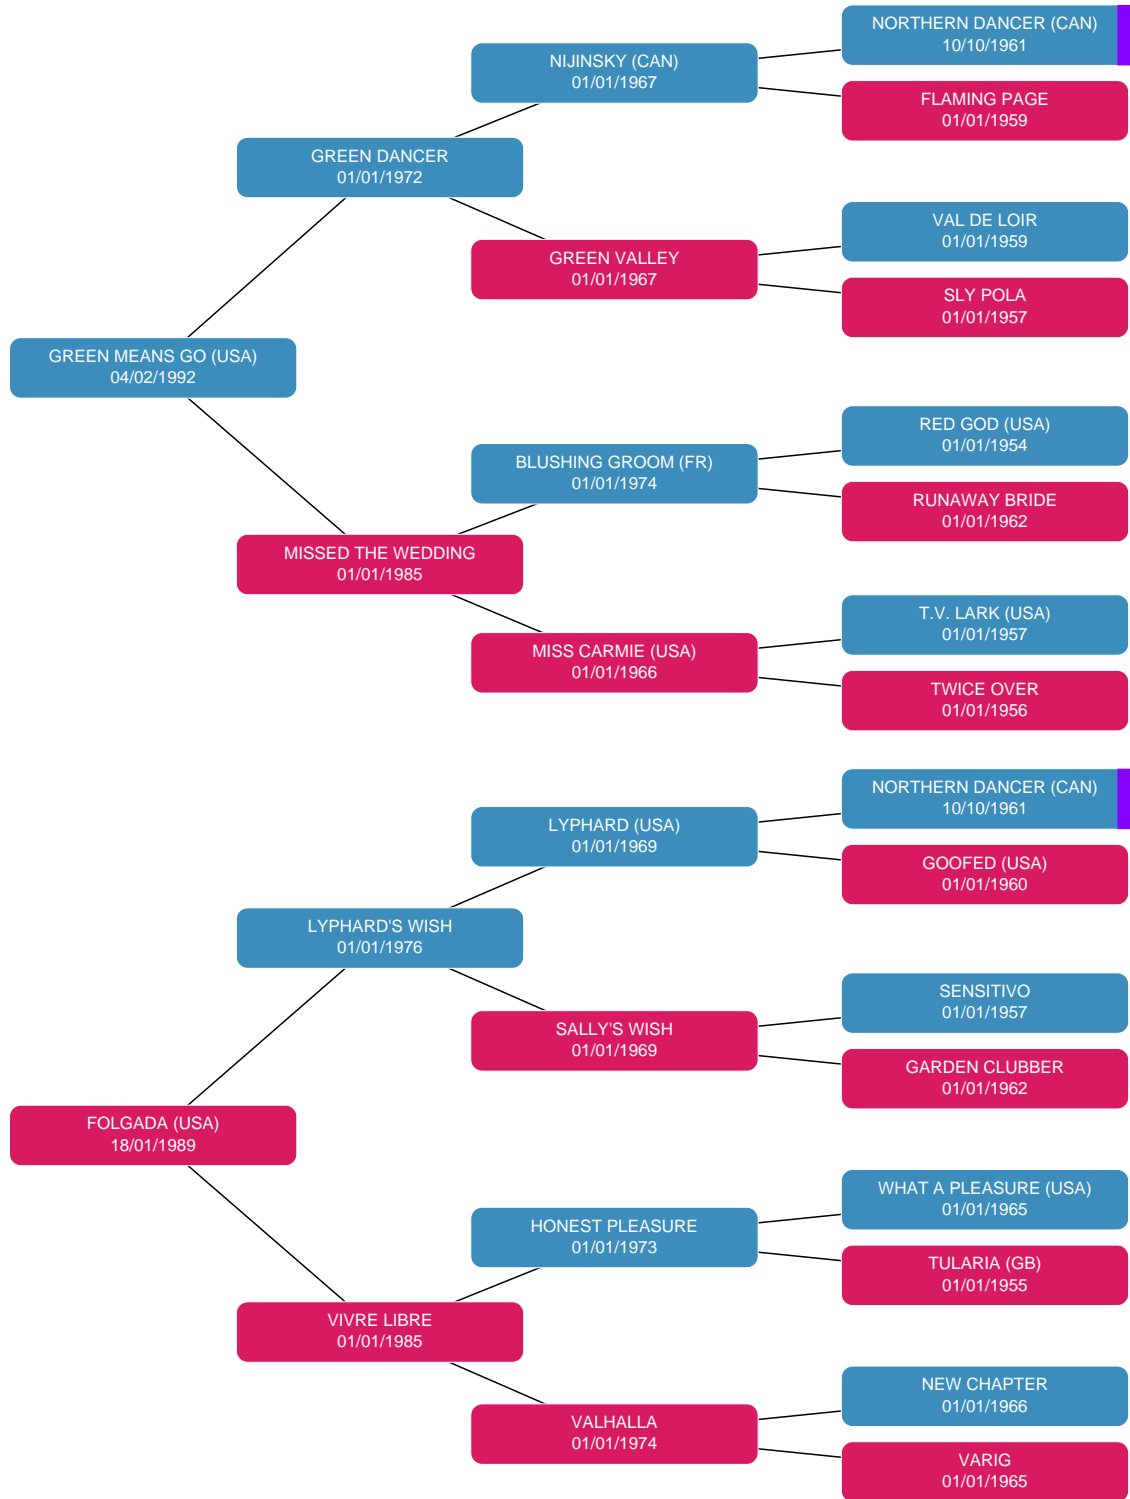 NORTHERN DANCER (CAN)
10/10/1961
NIJINSKY (CAN)
01/01/1967
FLAMING PAGE
01/01/1959
GREEN DANCER
01/01/1972
VAL DE LOIR
01/01/1959
GREEN VALLEY
01/01/1967
SLY POLA
01/01/1957
GREEN MEANS GO (USA)
04/02/1992
RED GOD (USA)
01/01/1954
BLUSHING GROOM (FR)
01/01/1974
RUNAWAY BRIDE
01/01/1962
MISSED THE WEDDING
01/01/1985
T.V. LARK (USA)
01/01/1957
MISS CARMIE (USA)
01/01/1966
TWICE OVER
01/01/1956
NORTHERN DANCER (CAN)
10/10/1961
LYPHARD (USA)
01/01/1969
GOOFED (USA)
01/01/1960
LYPHARD'S WISH
01/01/1976
SENSITIVO
01/01/1957
SALLY'S WISH
01/01/1969
GARDEN CLUBBER
01/01/1962
FOLGADA (USA)
18/01/1989
WHAT A PLEASURE (USA)
01/01/1965
HONEST PLEASURE
01/01/1973
TULARIA (GB)
01/01/1955
VIVRE LIBRE
01/01/1985
NEW CHAPTER
01/01/1966
VALHALLA
01/01/1974
VARIG
01/01/1965